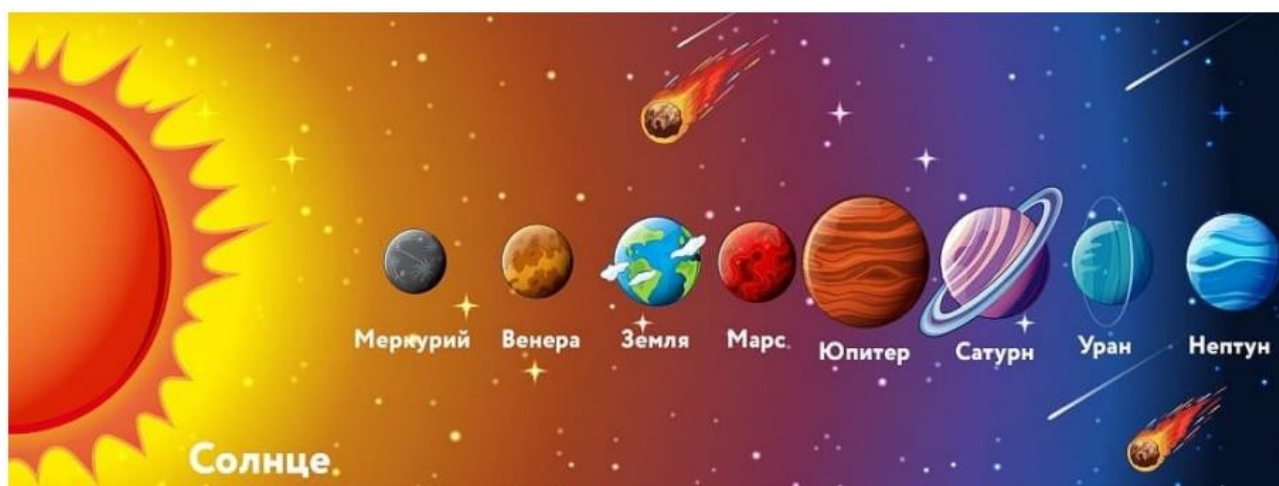 Меркурий
Венера
Земля
Марс
Юпитер
Сатурн
Уран
Нептун
Солнце